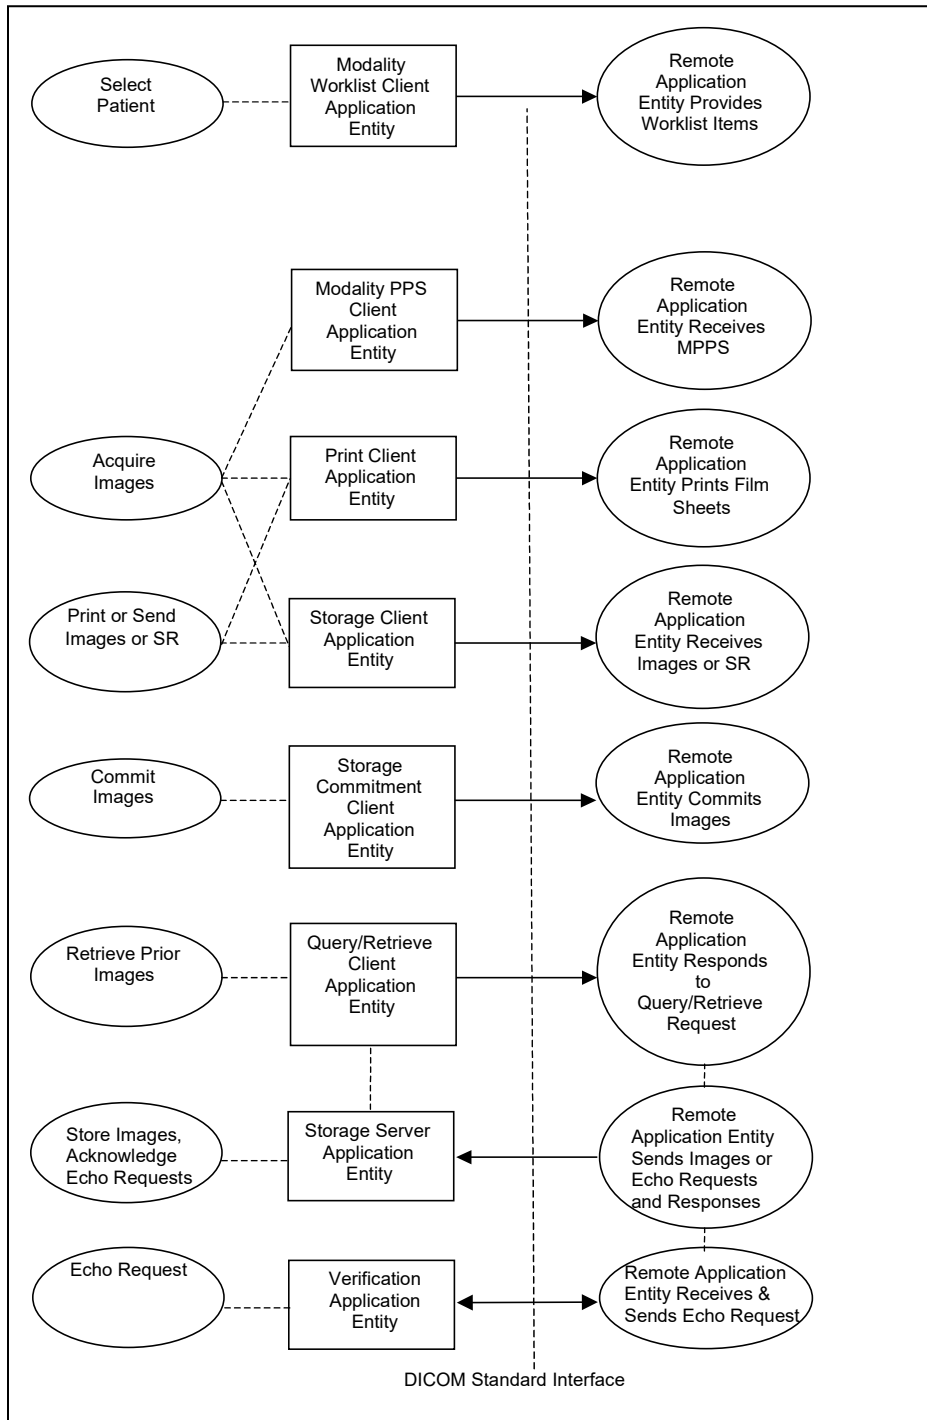 Select
Patient
Modality
Worklist Client
Application
Entity
Remote
Application
Entity Provides
Worklist Items
Modality PPS
Client
Application
Entity
Remote
Application
Entity Receives
MPPS
Acquire
Images
Print Client
Application
Entity
Remote
Application
Entity Prints Film
Sheets
Print or Send
Images or SR
Storage Client
Application
Entity
Remote
Application
Entity Receives
Images or SR
Commit
Images
Storage
Commitment
Client
Application
Entity
Remote
Application
Entity Commits
Images
Retrieve Prior
Images
Query/Retrieve
Client
Application
Entity
Remote
Application
Entity Responds
to
Query/Retrieve
Request
Store Images,
Acknowledge
Echo Requests
Storage Server
Application
Entity
Remote
Application Entity
Sends Images or
Echo Requests
and Responses
Echo Request
Verification
Application
Entity
Remote Application
Entity Receives &
Sends Echo Request
DICOM Standard Interface